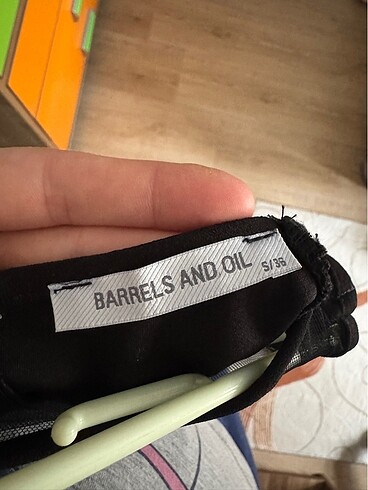 BARRELS AND OIL
S/36